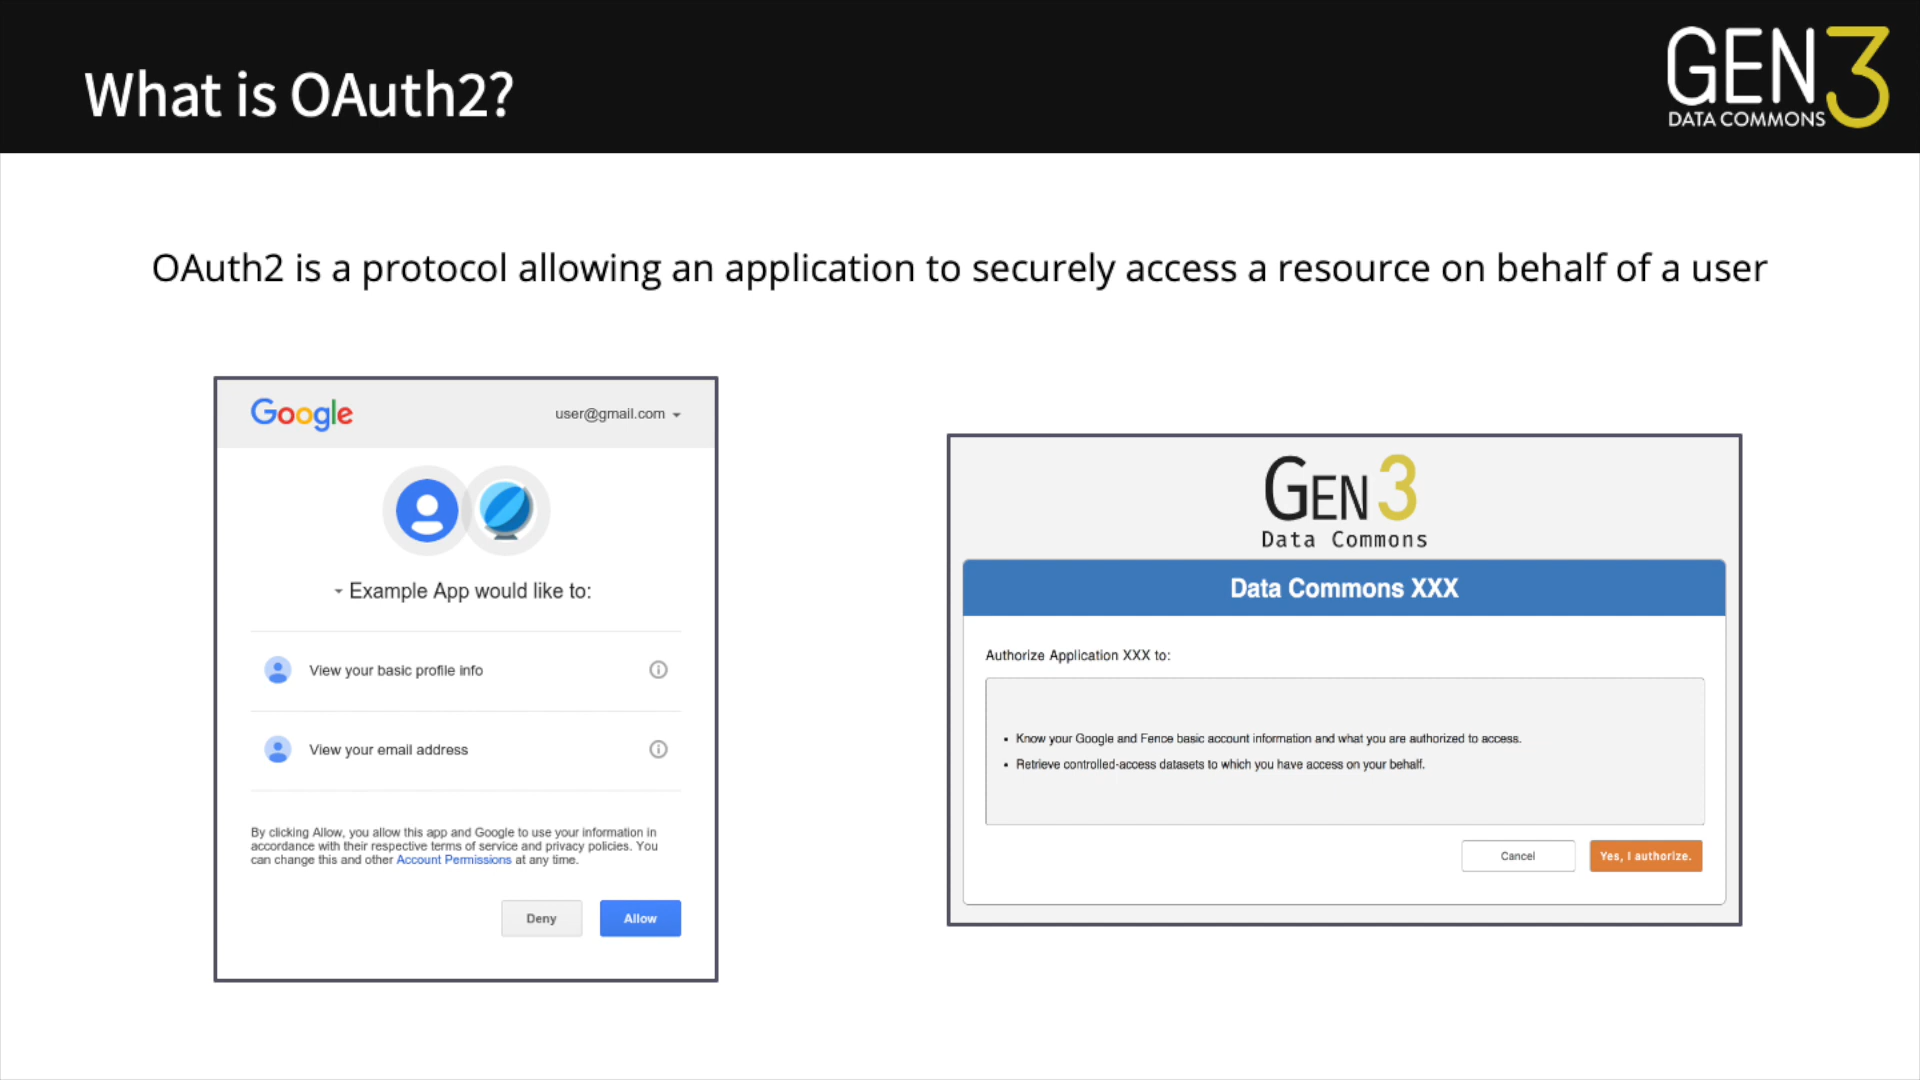 What is OAuth2?
GEN3
DATA COMMONS
OAuth2 is a protocol allowing an application to securely access a resource on behalf of a user
Google
user@gmail.com
Example App would like to:
View your basic profile info
View your email address
By clicking Allow, you allow this app and Google to use your information in
accordance with their respective terms of service and privacy policies. You
can change this and other Account Permissions at any time.
Deny
Allow
GEN3
Data Commons
Data Commons XXX
Authorize Application XXX to:
• Know your Google and Fence basic account information and what you are authorized to access.
• Retrieve controlled-access datasets to which you have access on your behalf.
Cancel
Yes, I authorize.